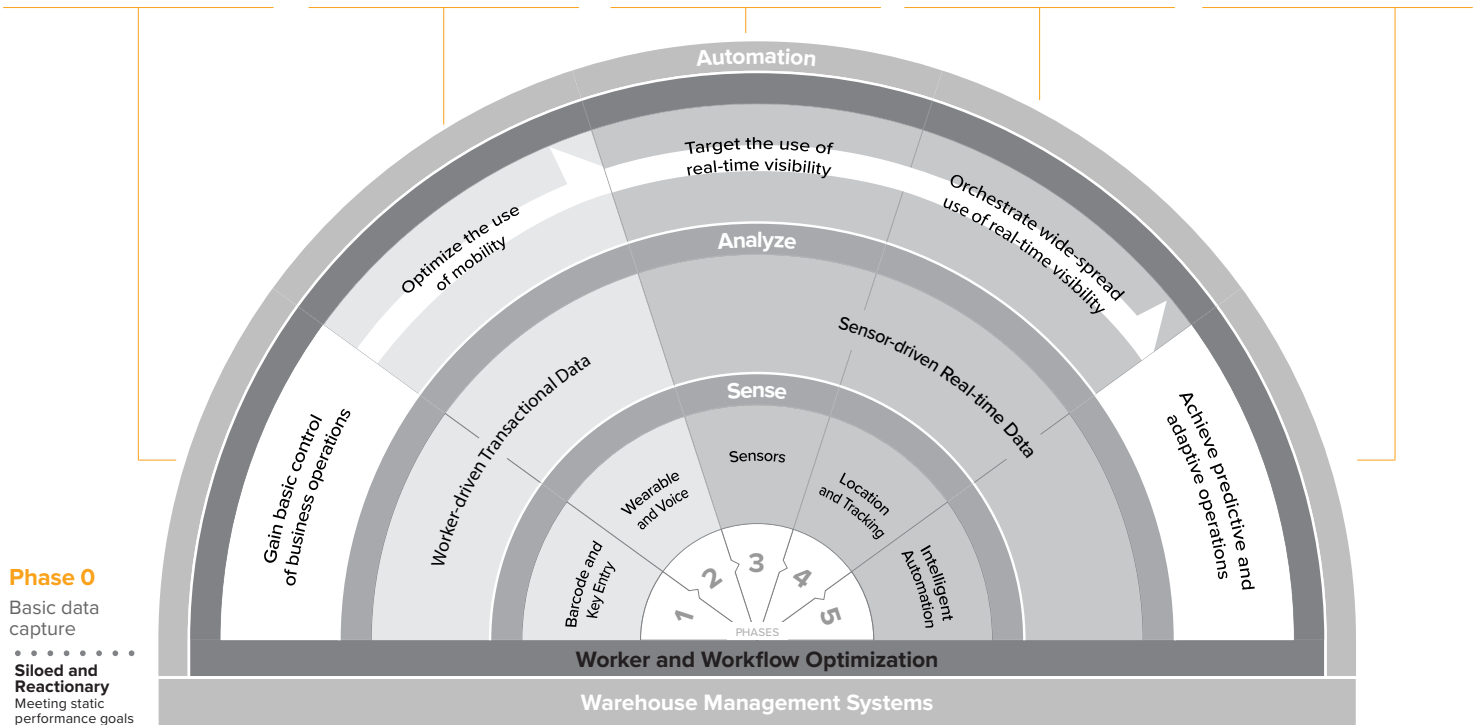 Automation
Target the use of
real-time visibility
Optimize the use
of mobility
Orchestrate wide-spread
use of real-time visibility
Analyze
Gain basic control
of business operations
Worker-driven Transactional Data
Sensor-driven Real-time Data
Achieve predictive and
adaptive operations
Sense
Barcode and
Key Entry
Wearable
and Voice
Sensors
Location
and Tracking
Intelligent
Automation
1
2
3
4
5
PHASES
Phase 0
Basic data
capture
Siloed and
Reactionary
Meeting static
performance goals
Worker and Workflow Optimization
Warehouse Management Systems